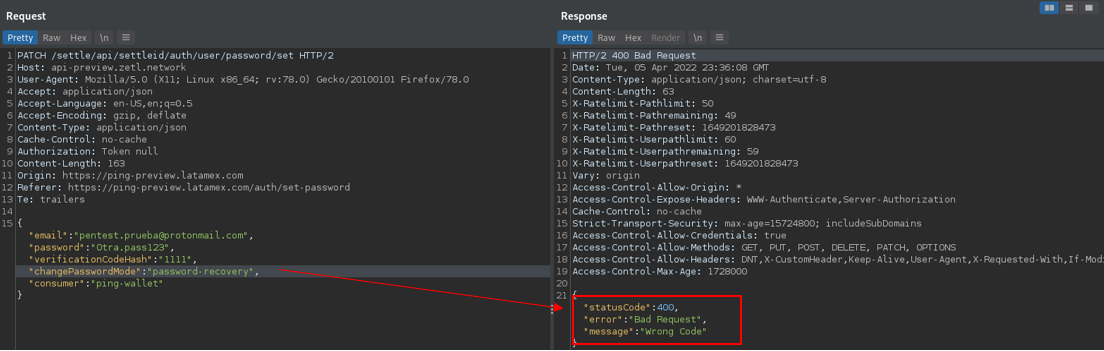 Request
Pretty Raw Hex \n
1 PATCH /settle/api/settleid/auth/user/password/set HTTP/2
2 Host: api-preview.zetl.network
3 User-Agent: Mozilla/5.0 (X11; Linux x86_64; rv:78.0) Gecko/20100101 Firefox/78.0
4 Accept: application/json
5 Accept-Language: en-US,en;q=0.5
6 Accept-Encoding: gzip, deflate
7 Content-Type: application/json
8 Cache-Control: no-cache
9 Authorization: Token null
10 Content-Length: 163
11 Origin: https://ping-preview.latamex.com
12 Referer: https://ping-preview.latamex.com/auth/set-password
13 Te: trailers
14
15 {
"email":"pentest.prueba@protonmail.com",
"password":"Otra.pass123",
"verificationCodeHash":"1111",
"changePasswordMode":"password-recovery",
"consumer":"ping-wallet"
}
Response
Pretty Raw Hex Render \n
1 HTTP/2 400 Bad Request
2 Date: Tue, 05 Apr 2022 23:36:08 GMT
3 Content-Type: application/json; charset=utf-8
4 Content-Length: 63
5 X-Ratelimit-Pathlimit: 50
6 X-Ratelimit-Pathremaining: 49
7 X-Ratelimit-Pathreset: 1649201828473
8 X-Ratelimit-Userpathlimit: 60
9 X-Ratelimit-Userpathremaining: 59
10 X-Ratelimit-Userpathreset: 1649201828473
11 Vary: origin
12 Access-Control-Allow-Origin: *
13 Access-Control-Expose-Headers: WWW-Authenticate,Server-Authorization
14 Cache-Control: no-cache
15 Strict-Transport-Security: max-age=15724800; includeSubDomains
16 Access-Control-Allow-Credentials: true
17 Access-Control-Allow-Methods: GET, PUT, POST, DELETE, PATCH, OPTIONS
18 Access-Control-Allow-Headers: DNT,X-CustomHeader,Keep-Alive,User-Agent,X-Requested-With,If-Modi
19 Access-Control-Max-Age: 1728000
20
21 {
"statusCode":400,
"error":"Bad Request",
"message":"Wrong Code"
}